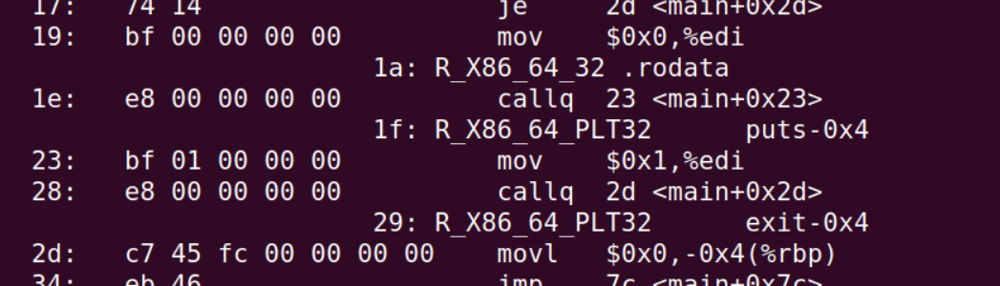 17: 74 14 je 2d <main+0x2d>
19: bf 00 00 00 00 mov $0x0,%edi
1a: R_X86_64_32 .rodata
1e: e8 00 00 00 00 callq 23 <main+0x23>
1f: R_X86_64_PLT32 puts-0x4
23: bf 01 00 00 00 mov $0x1,%edi
28: e8 00 00 00 00 callq 2d <main+0x2d>
29: R_X86_64_PLT32 exit-0x4
2d: c7 45 fc 00 00 00 00 movl $0x0,-0x4(%rbp)
34: eb 46 jmp 7c <main+0x7c>